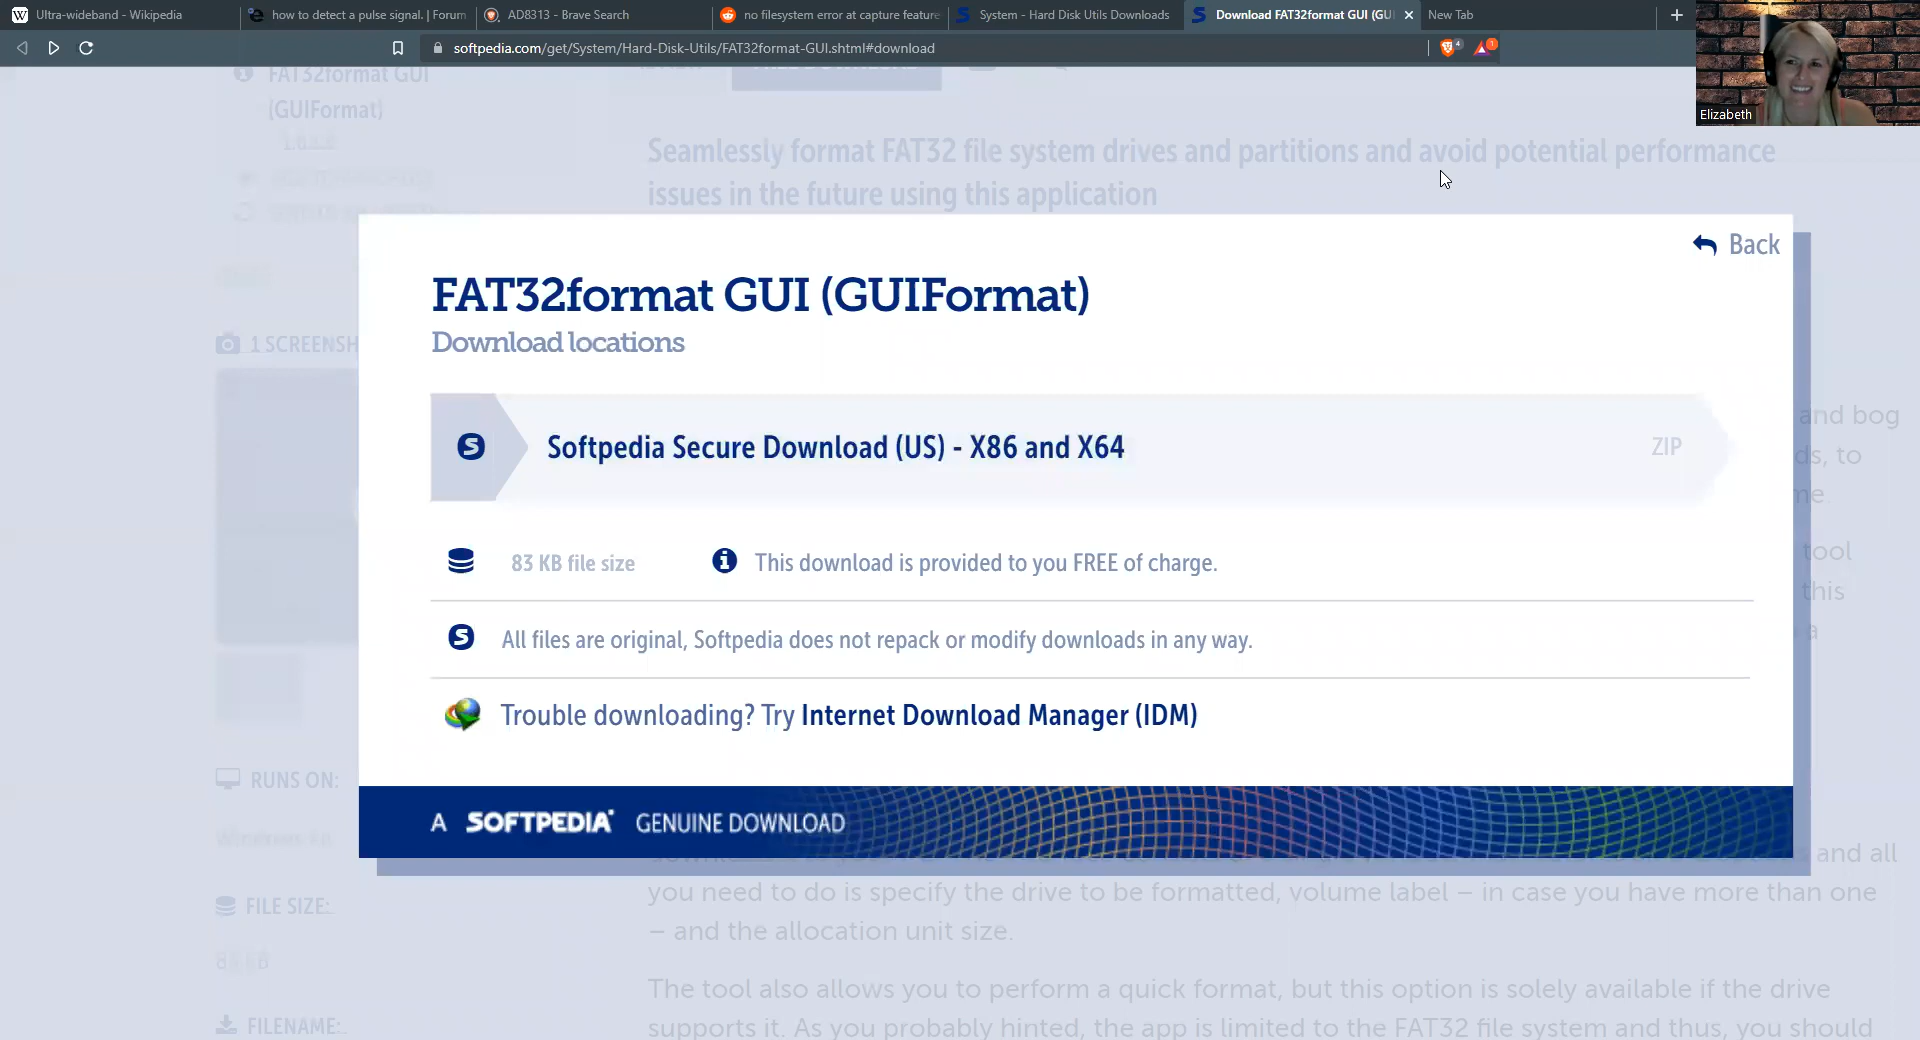 Ultra-wideband - Wikipedia
how to detect a pulse signal. | Forum
AD8313 - Brave Search
no filesystem error at capture feature
System - Hard Disk Utils Downloads
Download FAT32format GUI (GUI
New Tab
softpedia.com/get/System/Hard-Disk-Utils/FAT32format-GUI.shtml#download
4
1
Elizabeth
FAT32format GUI
(GUIFormat)
Seamlessly format FAT32 file system drives and partitions and avoid potential performance
issues in the future using this application
Back
FAT32format GUI (GUIFormat)
Download locations
1 SCREENSH
Softpedia Secure Download (US) - X86 and X64
ZIP
and bog
ds, to
me
tool
this
a
83 KB file size
This download is provided to you FREE of charge.
All files are original, Softpedia does not repack or modify downloads in any way.
Trouble downloading? Try Internet Download Manager (IDM)
RUNS ON:
A SOFTPEDIA GENUINE DOWNLOAD
and all
you need to do is specify the drive to be formatted, volume label – in case you have more than one
– and the allocation unit size.
FILE SIZE:
The tool also allows you to perform a quick format, but this option is solely available if the drive
supports it. As you probably hinted, the app is limited to the FAT32 file system and thus, you should
FILENAME: